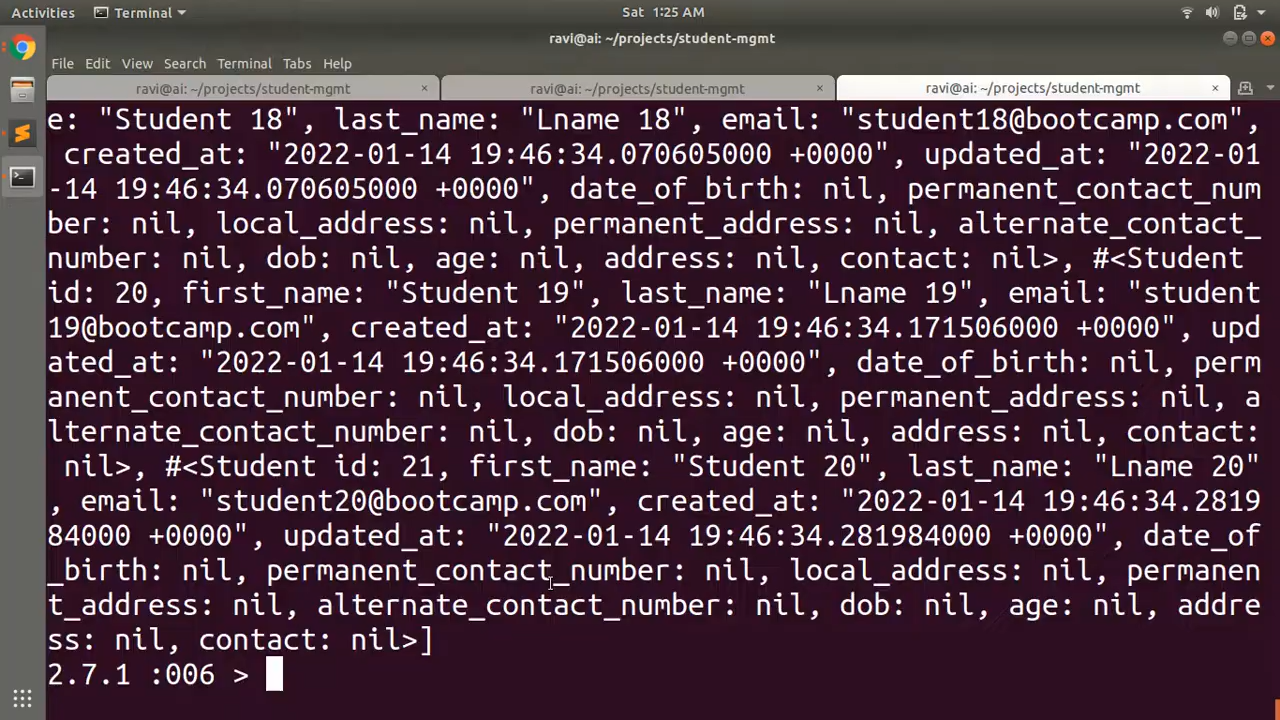 Activities Terminal Sat 1:25 AM
ravi@ai: ~/projects/student-mgmt
File Edit View Search Terminal Tabs Help
ravi@ai: ~/projects/student-mgmt × ravi@ai: ~/projects/student-mgmt × ravi@ai: ~/projects/student-mgmt ×
e: "Student 18", last_name: "Lname 18", email: "student18@bootcamp.com",
created_at: "2022-01-14 19:46:34.070605000 +0000", updated_at: "2022-01
-14 19:46:34.070605000 +0000", date_of_birth: nil, permanent_contact_num
ber: nil, local_address: nil, permanent_address: nil, alternate_contact_
number: nil, dob: nil, age: nil, address: nil, contact: nil>, #<Student
id: 20, first_name: "Student 19", last_name: "Lname 19", email: "student
19@bootcamp.com", created_at: "2022-01-14 19:46:34.171506000 +0000", upd
ated_at: "2022-01-14 19:46:34.171506000 +0000", date_of_birth: nil, perm
anent_contact_number: nil, local_address: nil, permanent_address: nil, a
lternate_contact_number: nil, dob: nil, age: nil, address: nil, contact:
nil>, #<Student id: 21, first_name: "Student 20", last_name: "Lname 20"
, email: "student20@bootcamp.com", created_at: "2022-01-14 19:46:34.2819
84000 +0000", updated_at: "2022-01-14 19:46:34.281984000 +0000", date_of
_birth: nil, permanent_contact_number: nil, local_address: nil, permanen
t_address: nil, alternate_contact_number: nil, dob: nil, age: nil, addre
ss: nil, contact: nil>]
2.7.1 :006 >